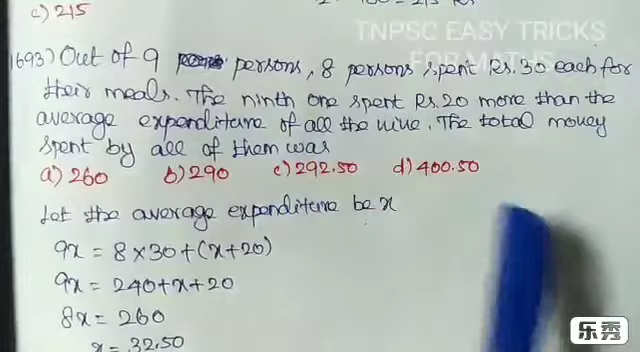 c) 215
TNPSC EASY TRICKS
FOR MATHS
1693) Out of 9 persons, 8 persons spent Rs.30 each for
their meals. The ninth one spent Rs.20 more than the
average expenditure of all the nine. The total money
spent by all of them was
a) 260 b) 290 c) 292.50 d) 400.50
Let the average expenditure be x
9x = 8×30+(x+20)
9x = 240+x+20
8x = 260
x = 32.50
乐秀